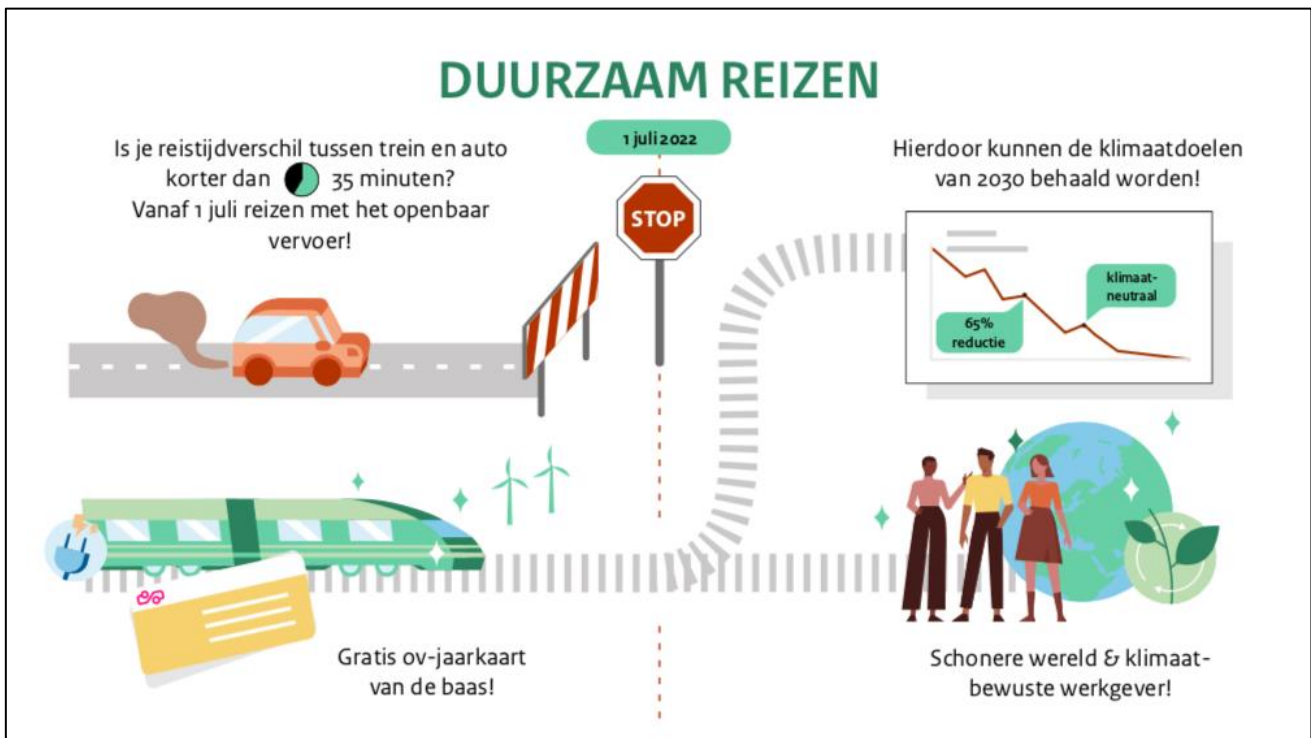 DUURZAAM REIZEN
Is je reistijdverschil tussen trein en auto
korter dan 35 minuten?
Vanaf 1 juli reizen met het openbaar
vervoer!
1 juli 2022
STOP
Hierdoor kunnen de klimaatdoelen
van 2030 behaald worden!
klimaat-
neutraal
65%
reductie
Gratis ov-jaarkaart
van de baas!
Schonere wereld & klimaat-
bewuste werkgever!